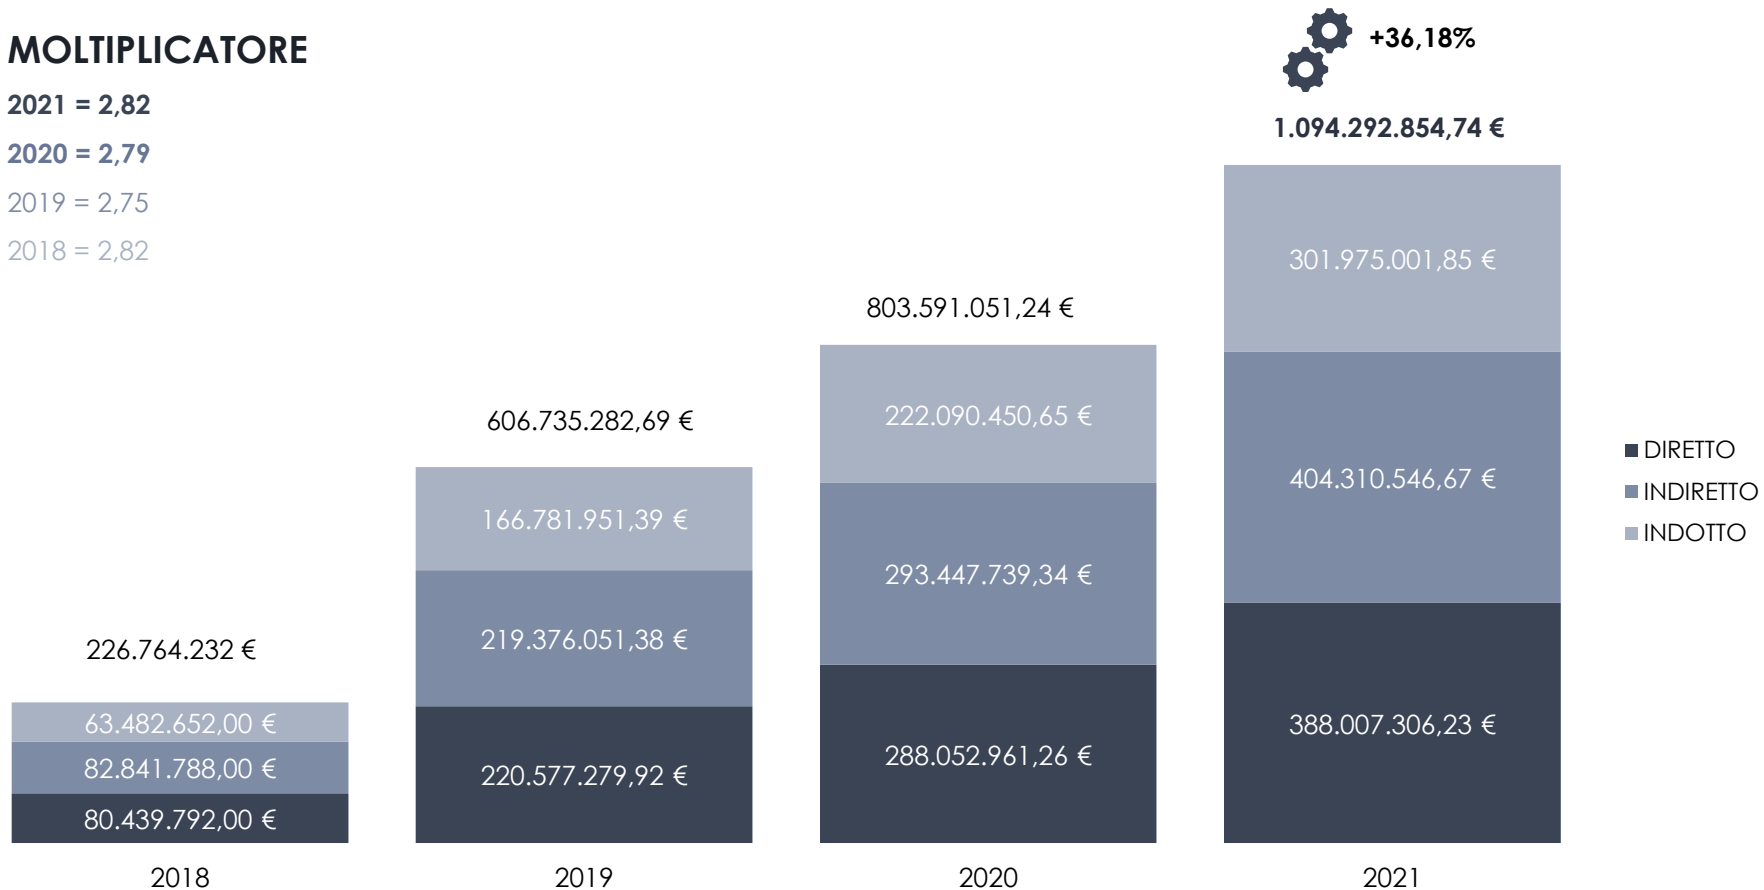 MOLTIPLICATORE
2021 = 2,82
2020 = 2,79
2019 = 2,75
2018 = 2,82
+36,18%
1.094.292.854,74 €
301.975.001,85 €
404.310.546,67 €
388.007.306,23 €
803.591.051,24 €
222.090.450,65 €
293.447.739,34 €
288.052.961,26 €
606.735.282,69 €
166.781.951,39 €
219.376.051,38 €
220.577.279,92 €
226.764.232 €
63.482.652,00 €
82.841.788,00 €
80.439.792,00 €
2018
2019
2020
2021
DIRETTO
INDIRETTO
INDOTTO